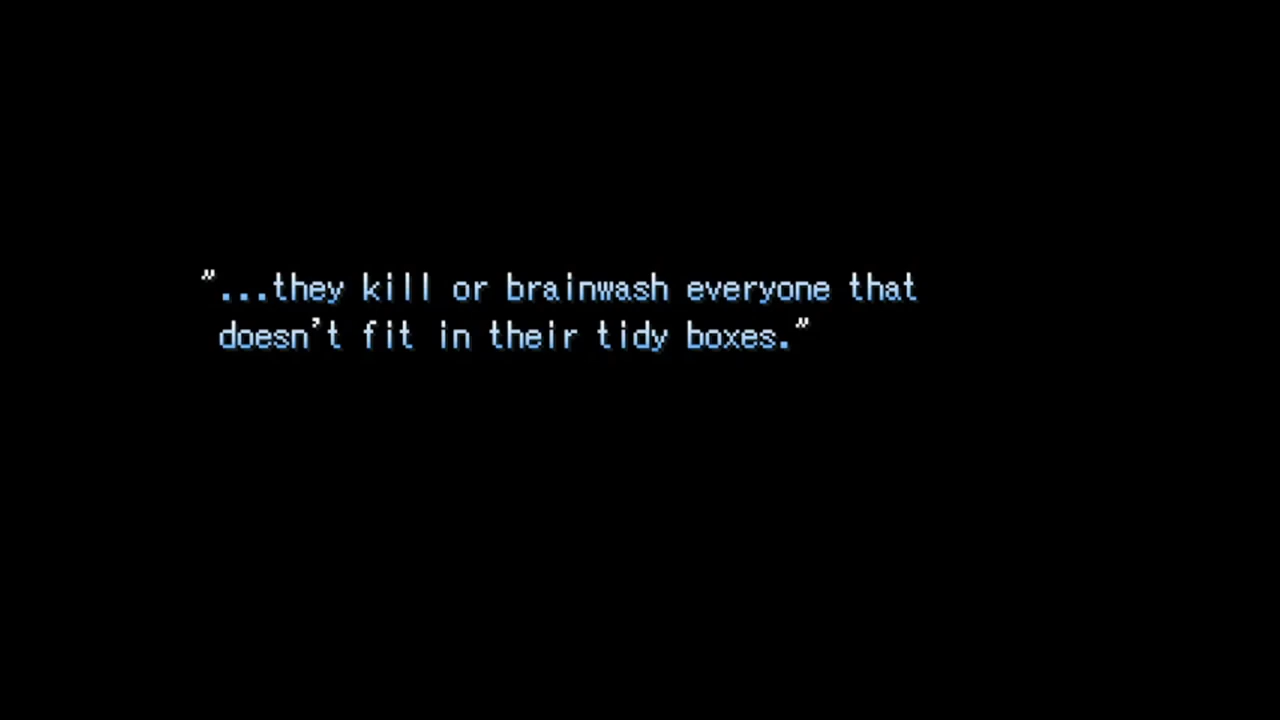 "...they kill or brainwash everyone that
doesn't fit in their tidy boxes."